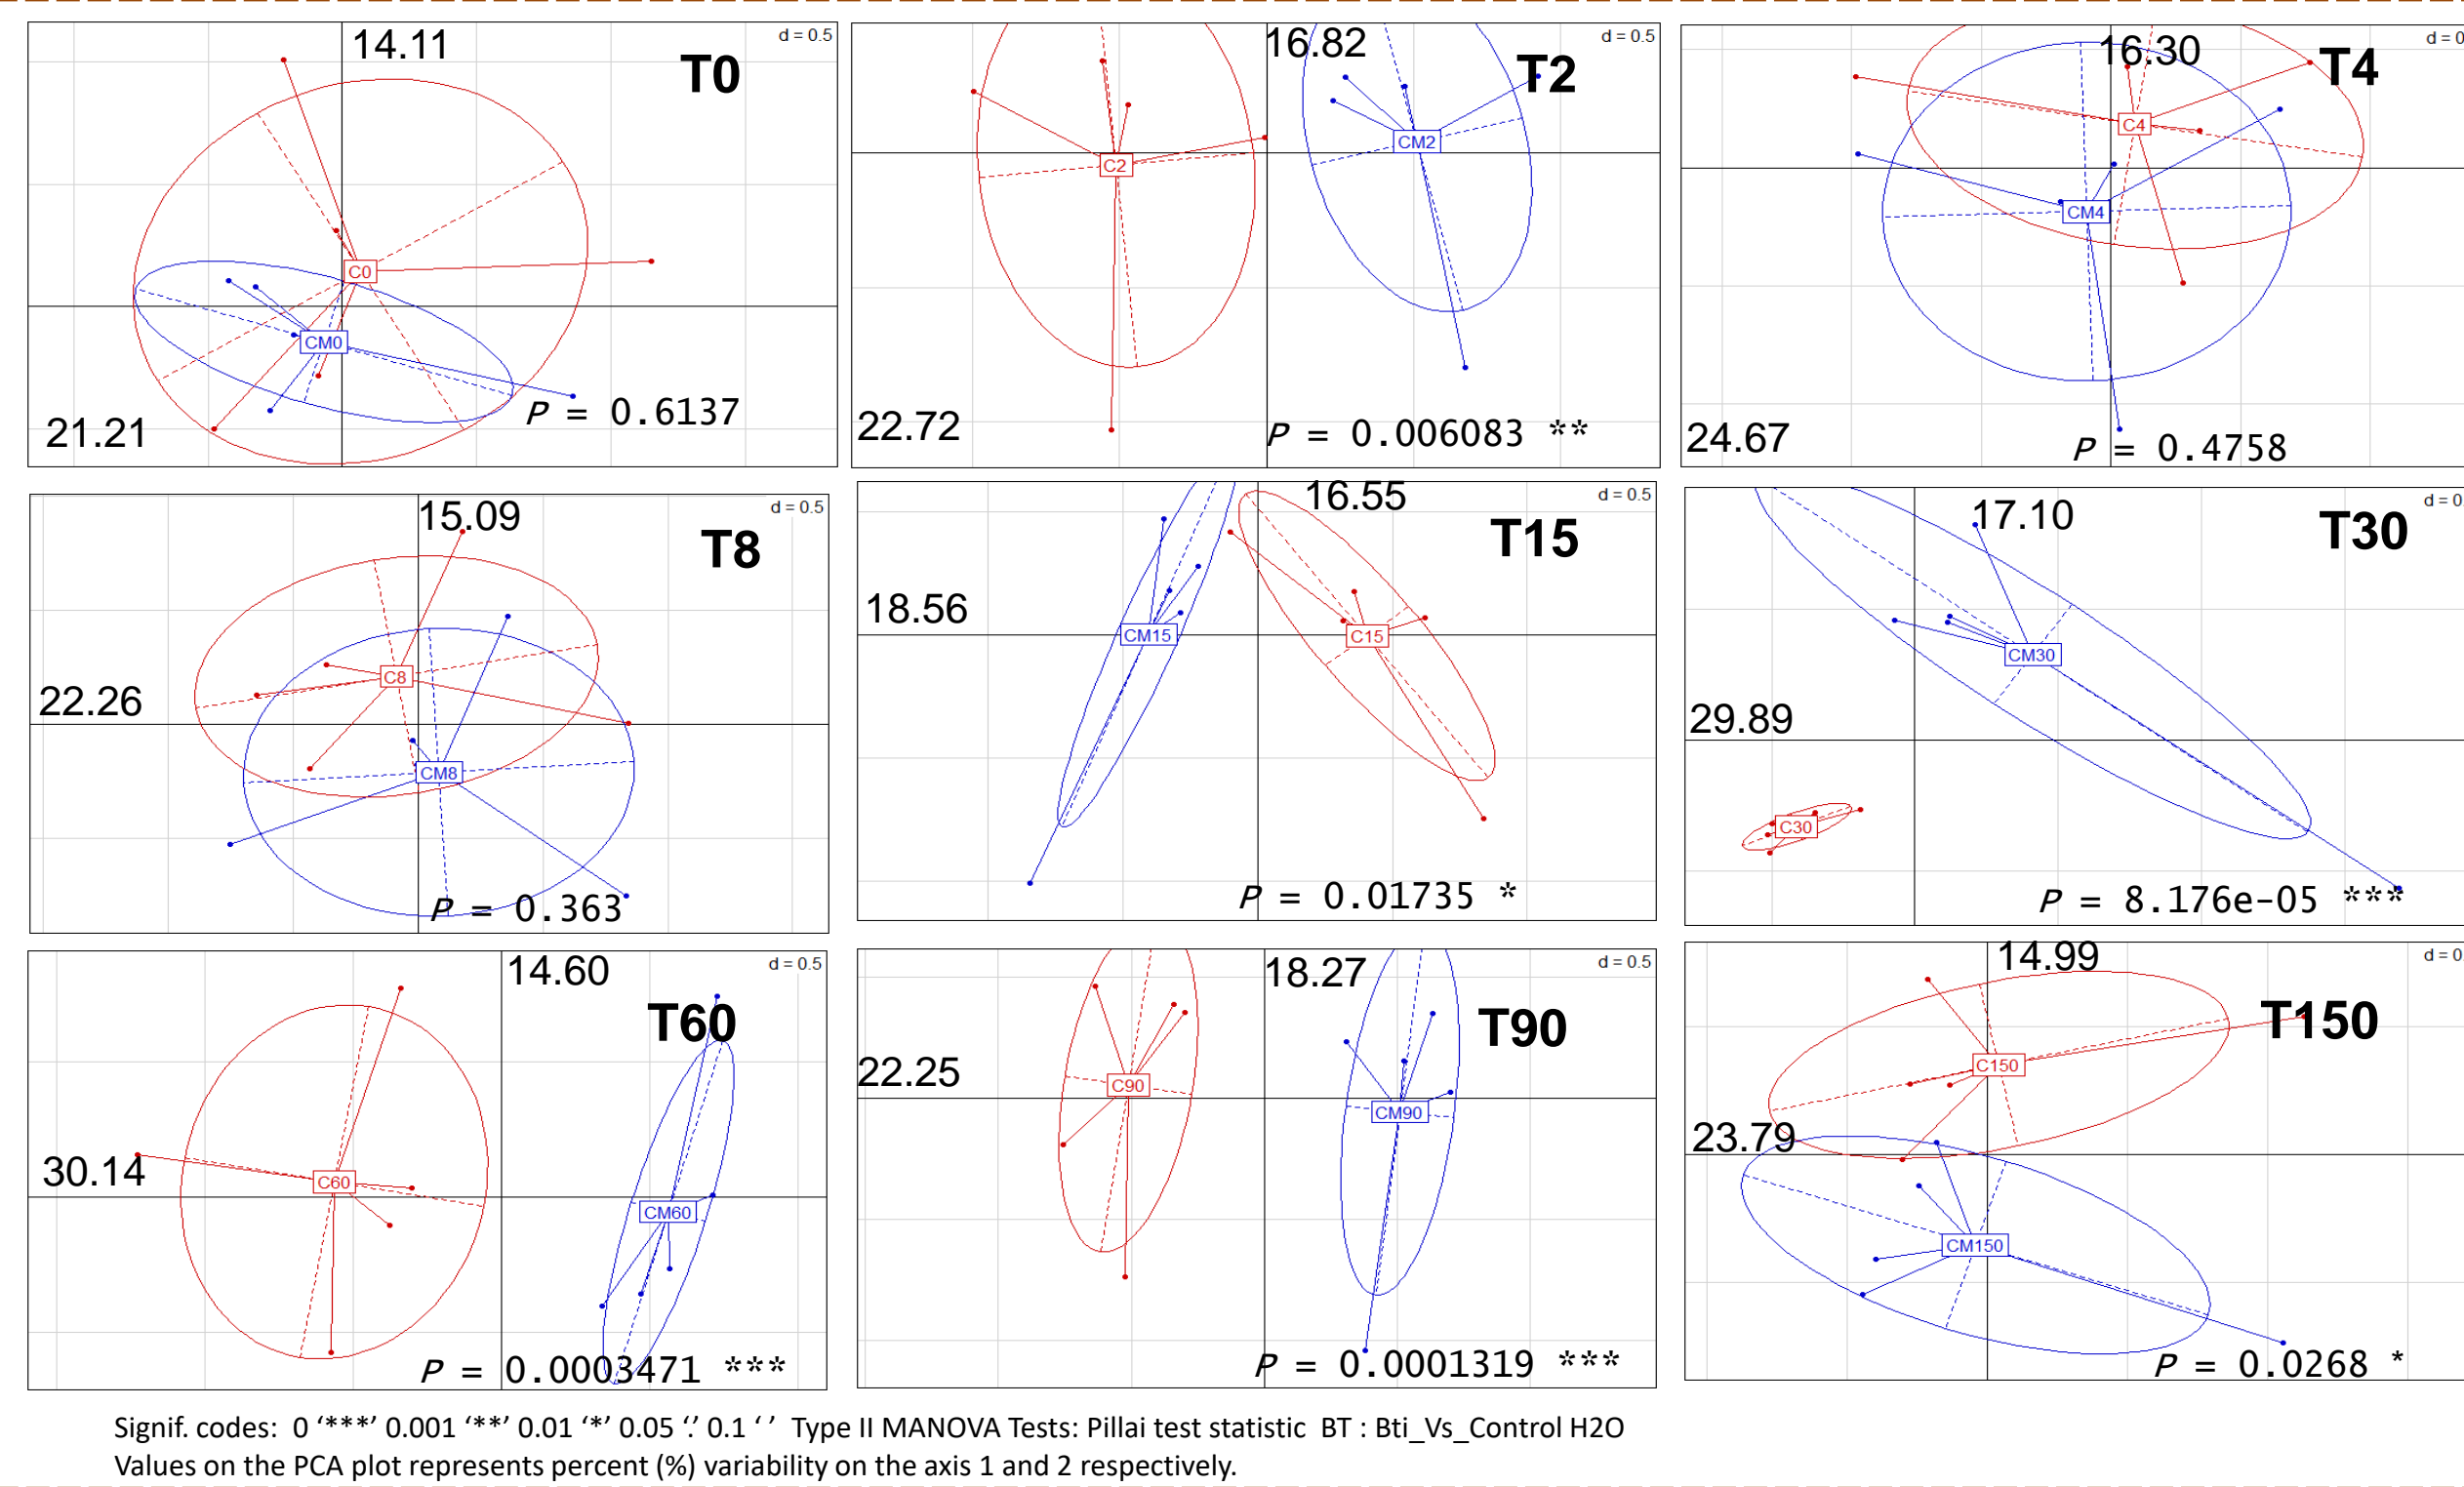 14.11
d = 0.5
T0
C0
CM0
P = 0.6137
21.21
16.82
d = 0.5
T2
C2
CM2
22.72
P = 0.006083 **
16.30
d = 0
T4
C4
CM4
24.67
P = 0.4758
15.09
d = 0.5
T8
C8
22.26
CM8
P = 0.363
16.55
d = 0.5
T15
18.56
CM15
C15
P = 0.01735 *
17.10
d = 0
T30
CM30
29.89
C30
P = 8.176e-05 ***
14.60
d = 0.5
T60
30.14
C60
CM60
P = 0.0003471 ***
18.27
d = 0.5
T90
22.25
C90
CM90
P = 0.0001319 ***
14.99
d = 0
T150
C150
23.79
CM150
P = 0.0268 *
Signif. codes: 0 ‘***’ 0.001 ‘**’ 0.01 ‘*’ 0.05 ‘.’ 0.1 ‘ ’ Type II MANOVA Tests: Pillai test statistic BT : Bti_Vs_Control H2O
Values on the PCA plot represents percent (%) variability on the axis 1 and 2 respectively.